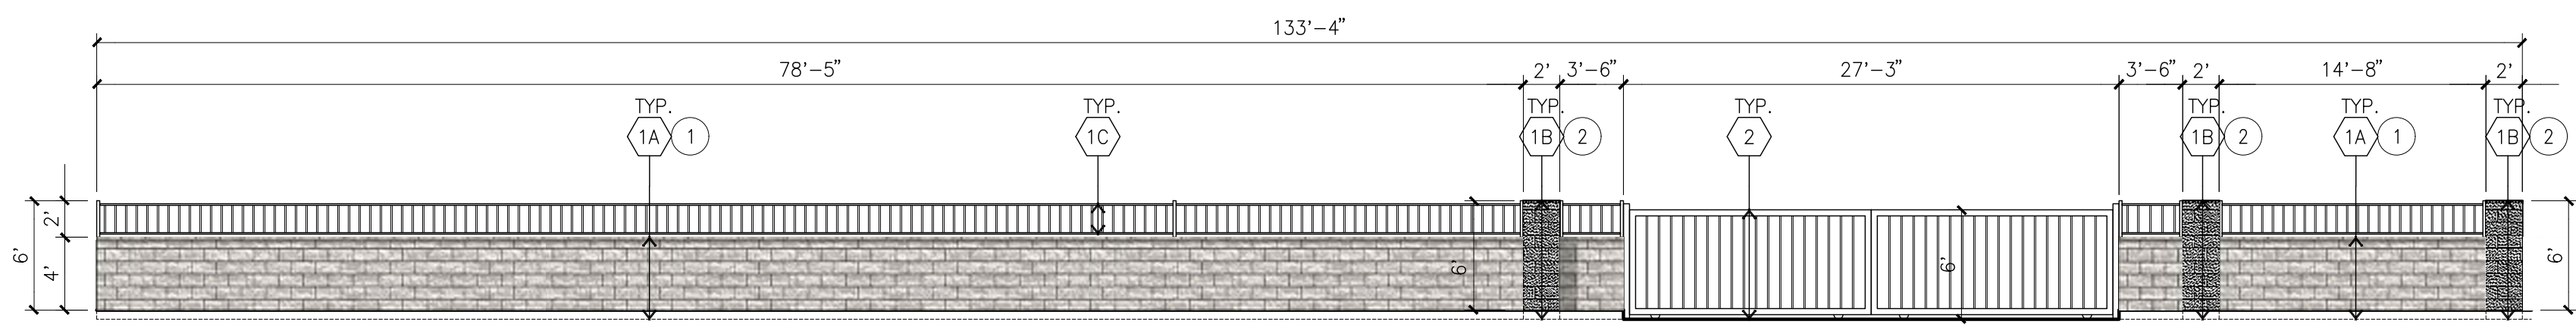 133'-4"
78'-5" 2' 3'-6" 27'-3" 3'-6" 2' 14'-8" 2'
TYP. TYP. TYP. TYP. TYP. TYP. TYP.
1A 1 1C 1B 2 2 1B 2 1A 1 1B 2
2'
6' 4' 6' 6' 6'